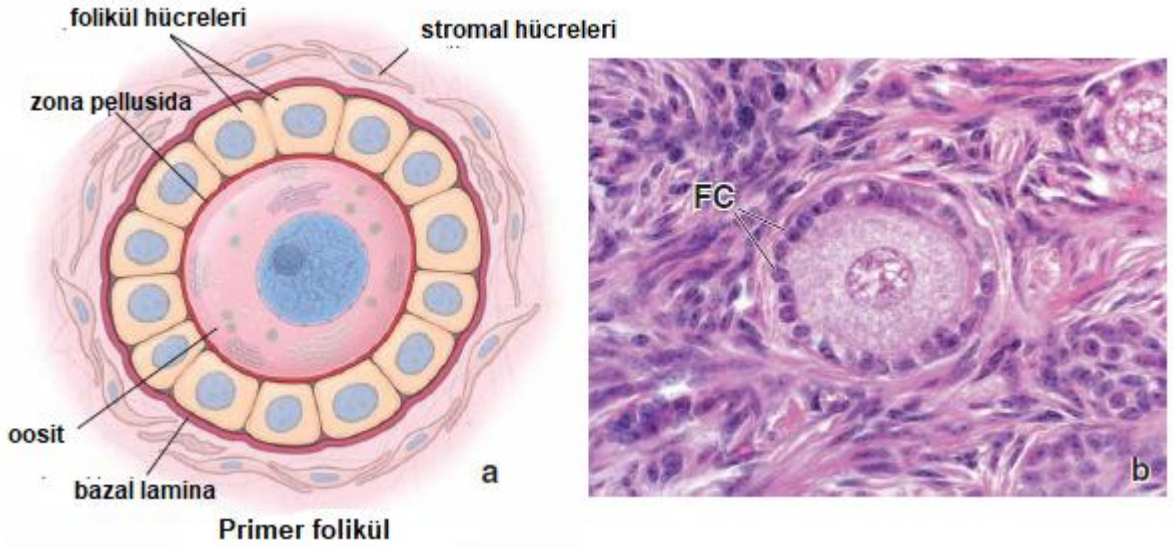 folikül hücreleri
stromal hücreleri
zona pellusida
FC
oosit
bazal lamina
a
b
Primer folikül